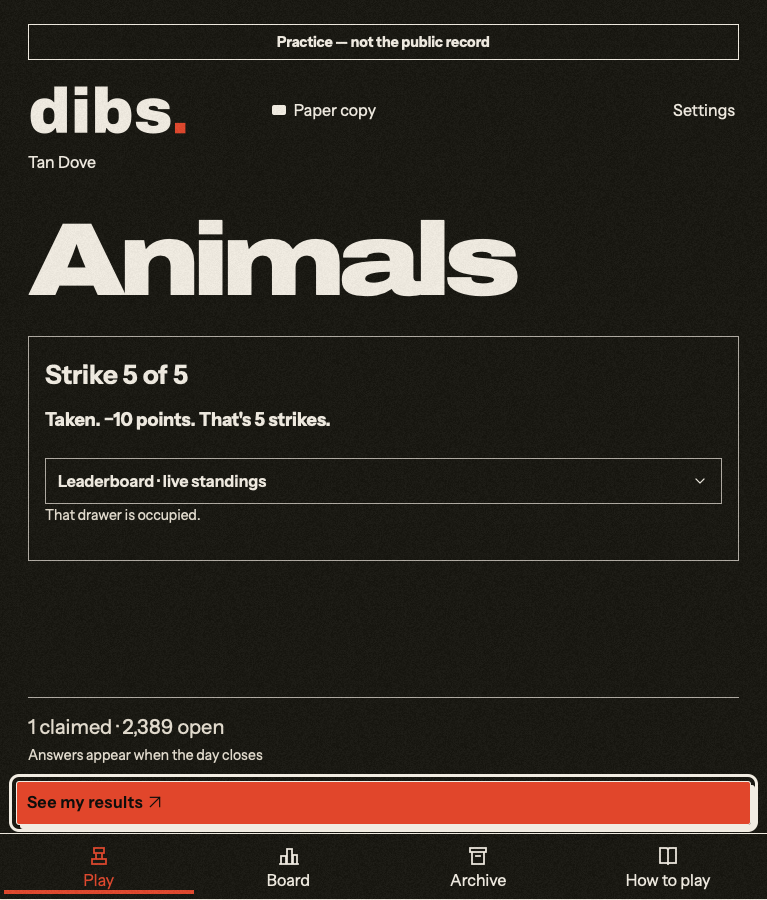 Practice — not the public record
dibs.
Paper copy
Settings
Tan Dove
Animals
Strike 5 of 5
Taken. −10 points. That's 5 strikes.
Leaderboard · live standings
That drawer is occupied.
1 claimed · 2,389 open
Answers appear when the day closes
See my results
Play
Board
Archive
How to play